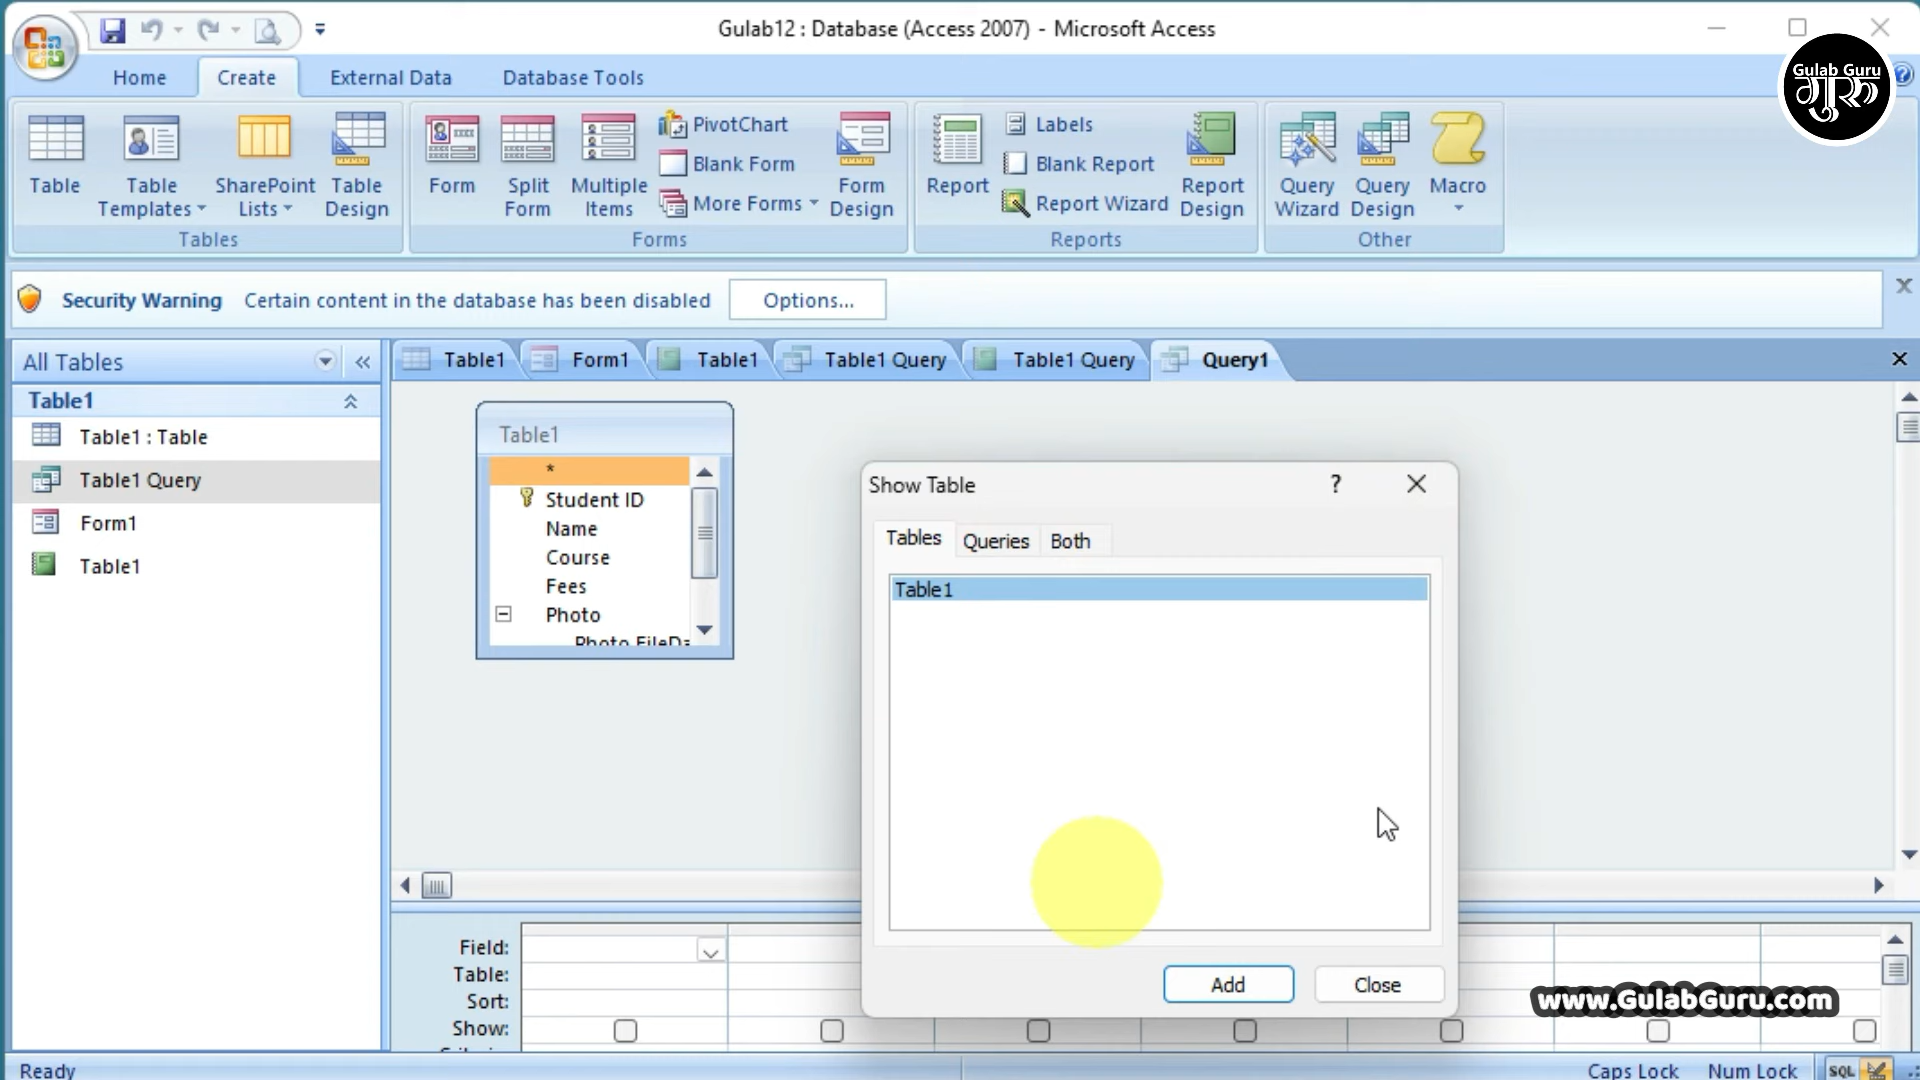 Gulab12 : Database (Access 2007) - Microsoft Access
Gulab Guru
गुरु
Home Create External Data Database Tools
Table
Table Templates
SharePoint Lists
Table Design
Tables
Form
Split Form
Multiple Items
PivotChart
Blank Form
More Forms
Form Design
Forms
Report
Labels
Blank Report
Report Wizard
Report Design
Reports
Query Wizard
Query Design
Macro
Other
Security Warning Certain content in the database has been disabled Options...
All Tables
Table1
Table1 : Table
Table1 Query
Form1
Table1
Table1 Form1 Table1 Table1 Query Table1 Query Query1
Table1
*
Student ID
Name
Course
Fees
Photo
Show Table ?
Tables Queries Both
Table1
Add Close
Field:
Table:
Sort:
Show:
www.GulabGuru.com
Ready Caps Lock Num Lock SQL